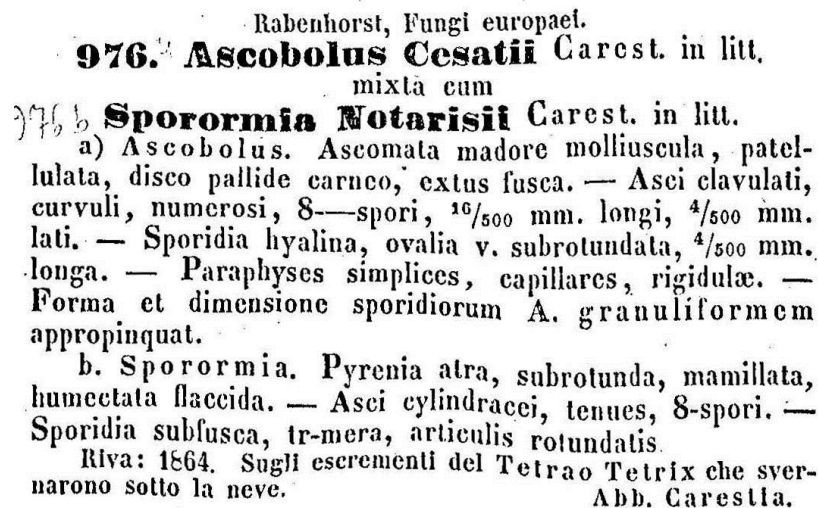 Rabenhorst, Fungi europaei.
976. Ascobolus Cesatii Carest. in litt.
mixta cum
976 b Sporormia Notarisii Carest. in litt.
a) Ascobolus. Ascomata madore molliuscula, patel-
lulata, disco pallide carneo, extus fusca. — Asci clavulati,
curvuli, numerosi, 8-—spori, 16/500 mm. longi, 4/500 mm.
lati. — Sporidia hyalina, ovalia v. subrotundata, 4/500 mm.
longa. — Paraphyses simplices, capillares, rigidulæ. —
Forma et dimensione sporidiorum A. granuliformem
appropinquat.
b. Sporormia. Pyrenia atra, subrotunda, mamillata,
humectata flaccida. — Asci cylindracei, tenues, 8-spori. —
Sporidia subfusca, tr-mera, articulis rotundatis
Riva: 1864. Sugli escrementi del Tetrao Tetrix che sver-
narono sotto la neve.
Abb. Carestia.